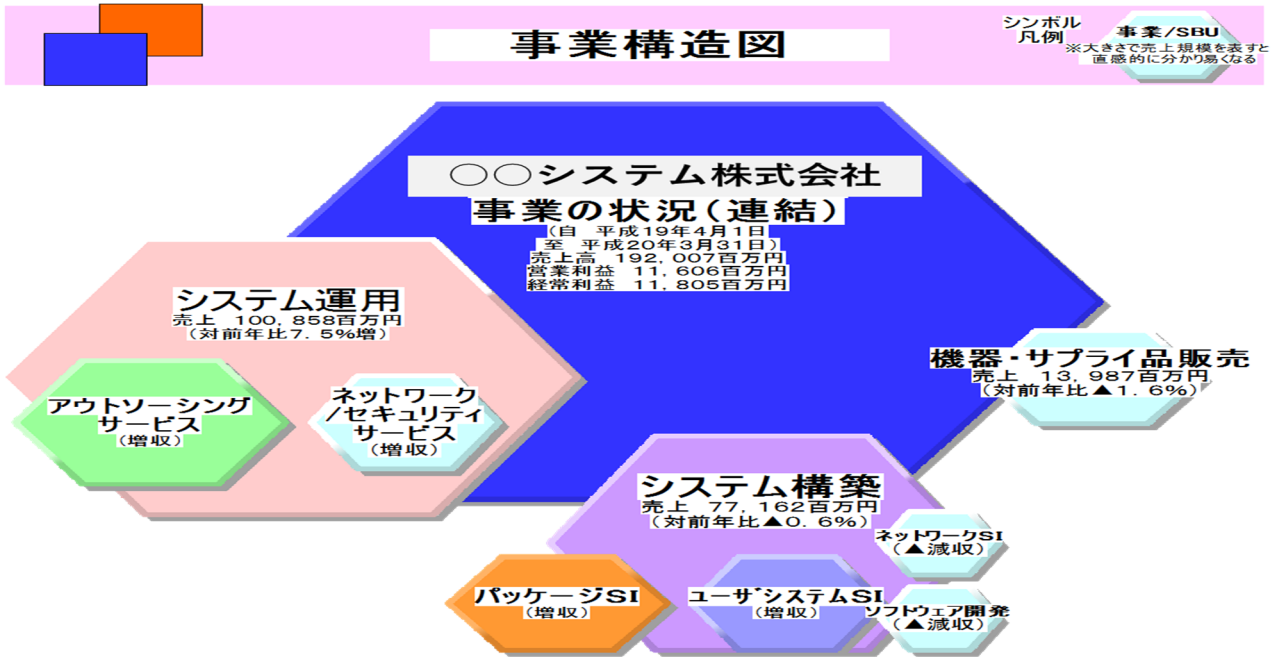 事業構造図
シンボル
凡例
事業/SBU
※大きさで売上規模を表すと
直感的に分かり易くなる
○○システム株式会社
事業の状況(連結)
(自　平成19年4月1日
至　平成20年3月31日)
売上高　192,007百万円
営業利益　11,606百万円
経常利益　11,805百万円
システム運用
売上　100,858百万円
(対前年比7.5%増)
アウトソーシング
サービス
(増収)
ネットワーク
/セキュリティ
サービス
(増収)
機器・サプライ品販売
売上　13,987百万円
(対前年比▲1.6%)
システム構築
売上　77,162百万円
(対前年比▲0.6%)
ネットワークSI
(▲減収)
パッケージSI
(増収)
ユーザシステムSI
(増収)
ソフトウェア開発
(▲減収)